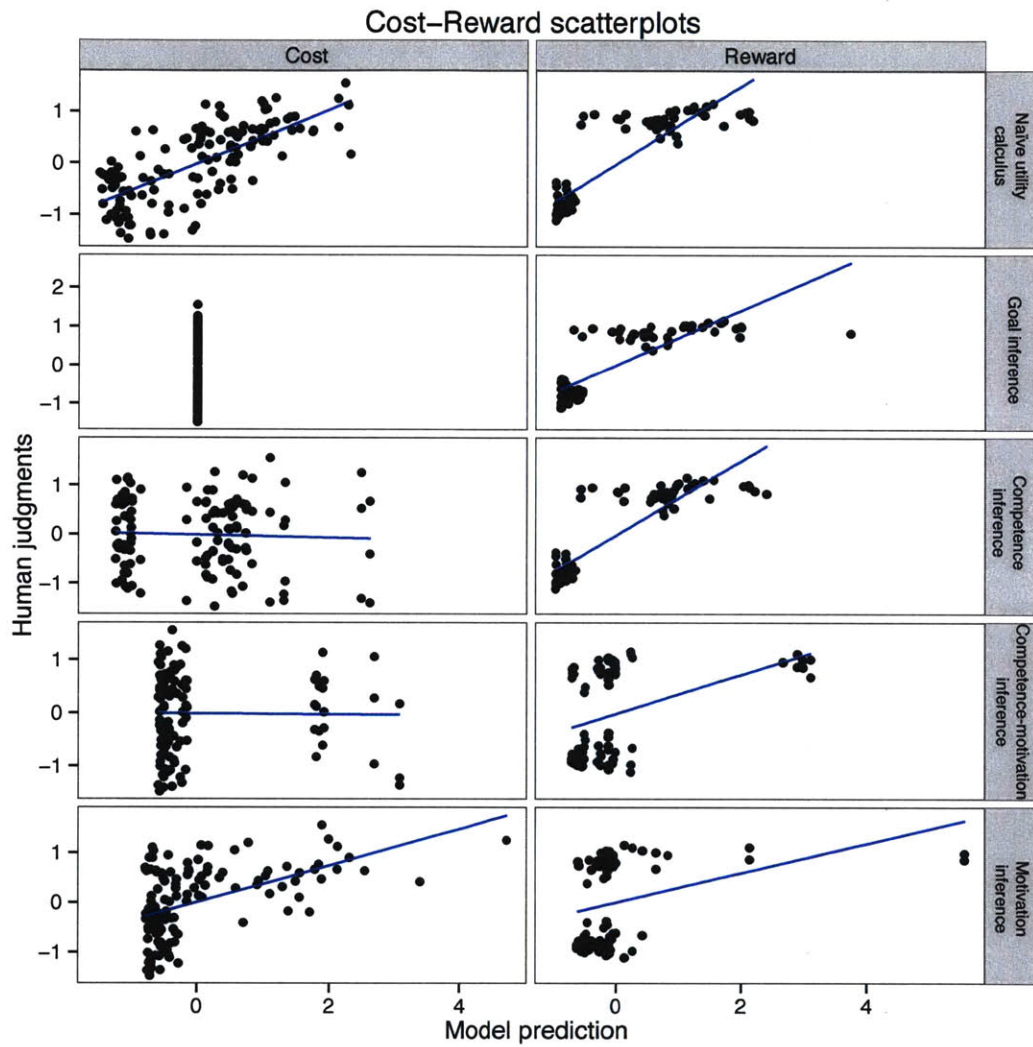 Cost–Reward scatterplots
Cost
Reward
1
0
−1
Naïve utility
calculus
2
1
0
−1
Goal inference
1
0
−1
Competence
inference
1
0
−1
Competence-motivation
inference
1
0
−1
Motivation
inference
Human judgments
0
2
4
0
2
4
Model prediction